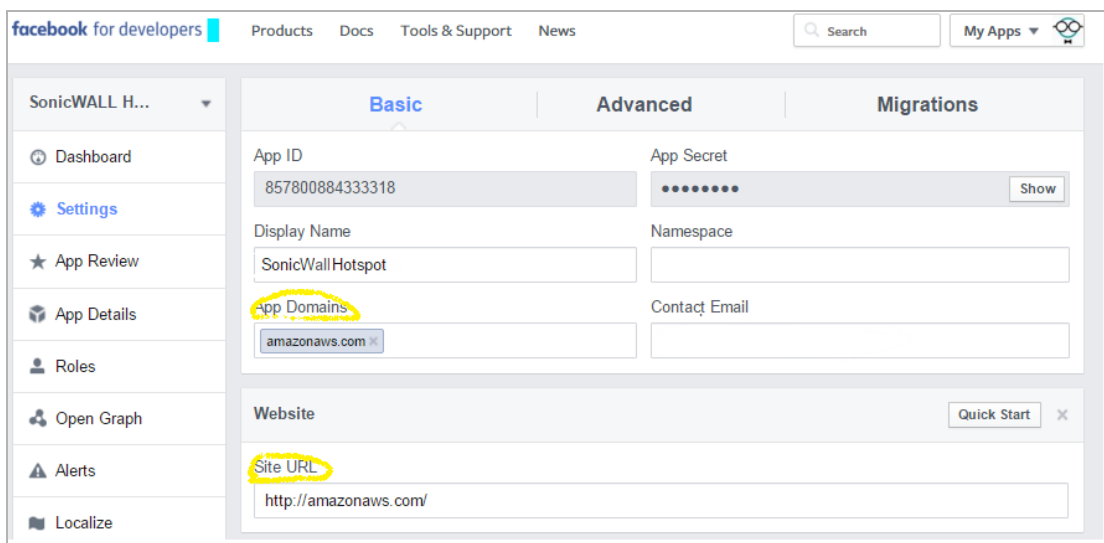 facebook for developers Products Docs Tools & Support News Search My Apps
SonicWALL H... Basic Advanced Migrations
Dashboard
Settings
App Review
App Details
Roles
Open Graph
Alerts
Localize
App ID App Secret
857800884333318 •••••••• Show
Display Name Namespace
SonicWallHotspot
App Domains Contact Email
amazonaws.com ×
Website Quick Start ×
Site URL
http://amazonaws.com/